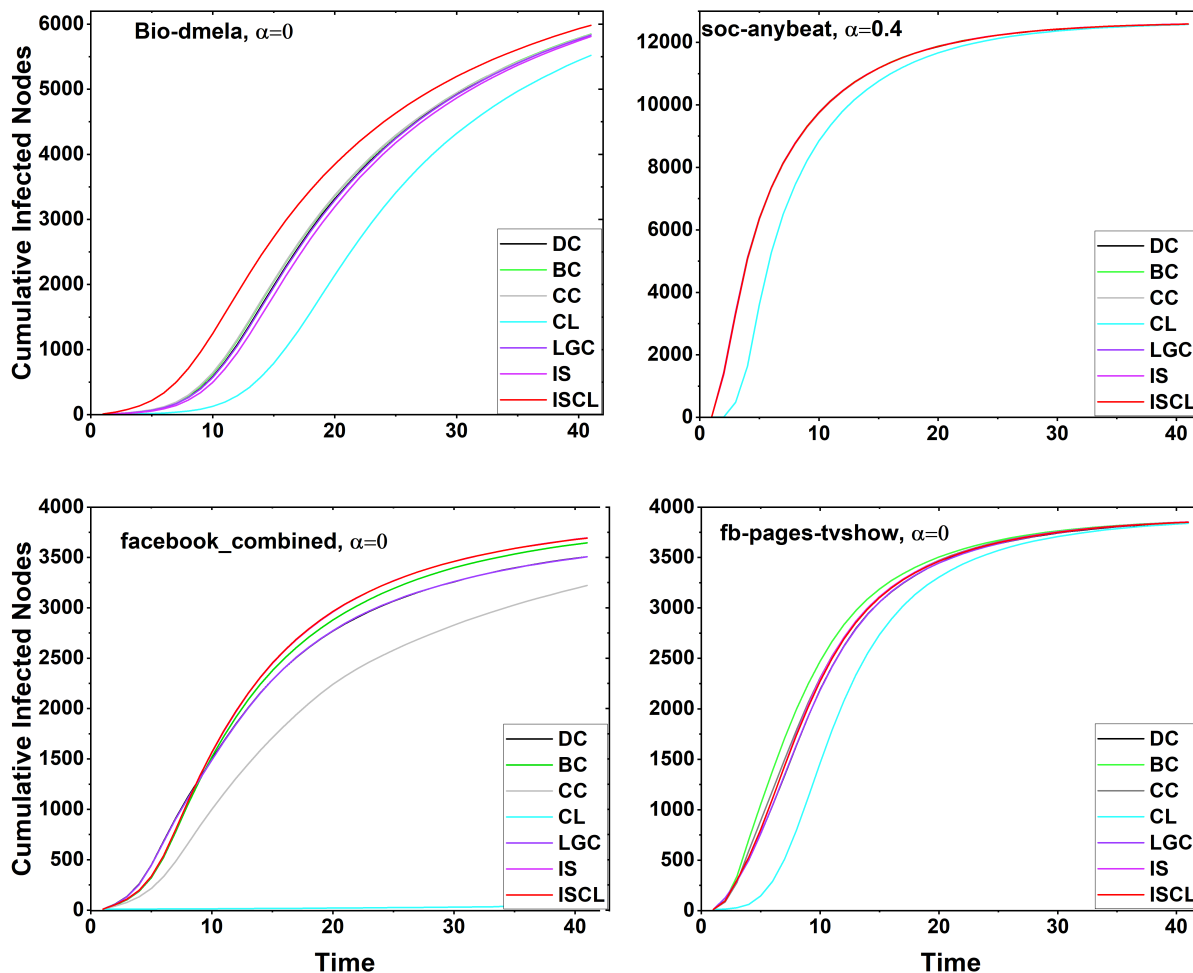 Bio-dmela, α=0
Cumulative Infected Nodes
6000
5000
4000
3000
2000
1000
0
0 10 20 30 40
DC
BC
CC
CL
LGC
IS
ISCL
soc-anybeat, α=0.4
12000
10000
8000
6000
4000
2000
0
0 10 20 30 40
DC
BC
CC
CL
LGC
IS
ISCL
facebook_combined, α=0
Cumulative Infected Nodes
4000
3500
3000
2500
2000
1500
1000
500
0
0 10 20 30 40
Time
DC
BC
CC
CL
LGC
IS
ISCL
fb-pages-tvshow, α=0
4000
3500
3000
2500
2000
1500
1000
500
0
0 10 20 30 40
Time
DC
BC
CC
CL
LGC
IS
ISCL